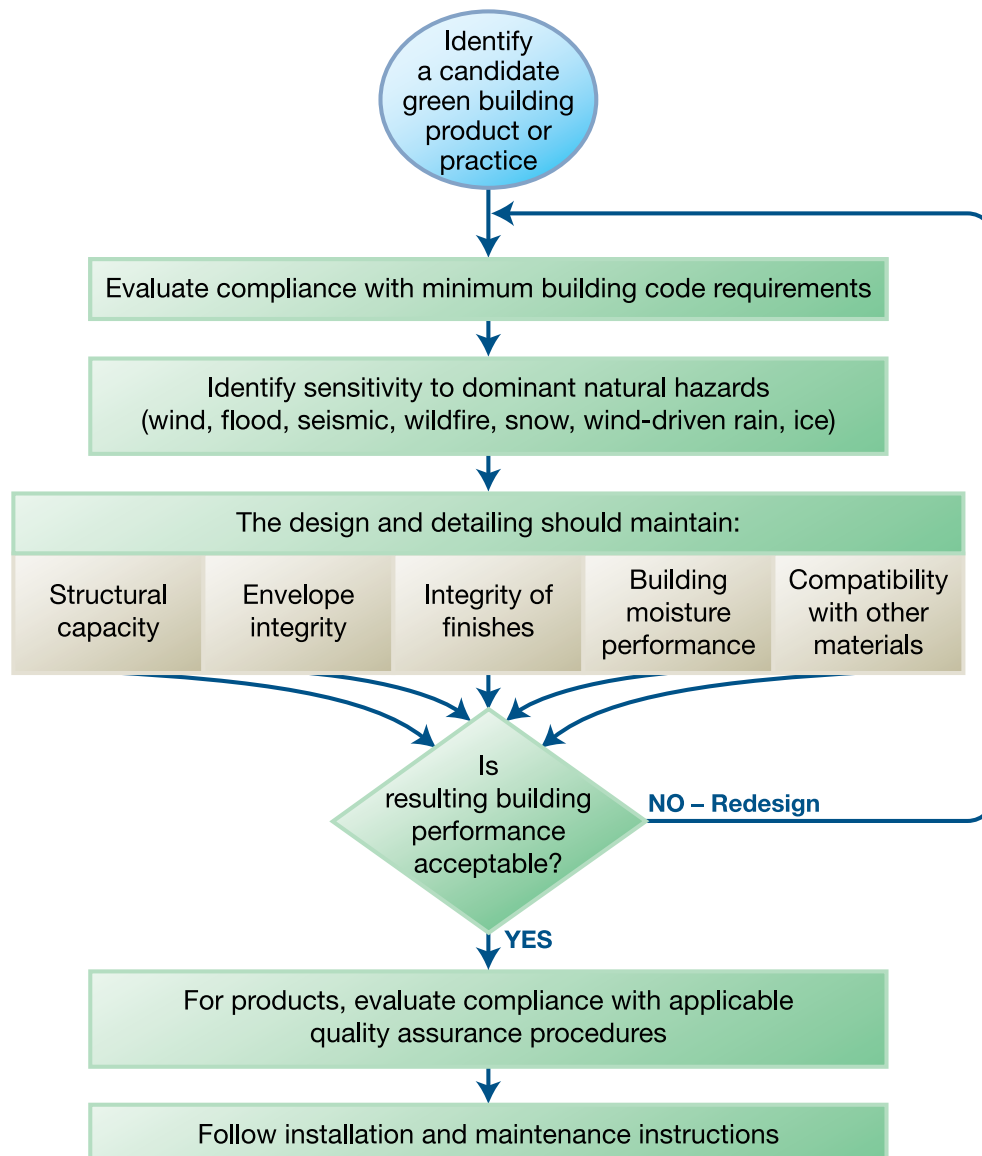 Identify
a candidate
green building
product or
practice
Evaluate compliance with minimum building code requirements
Identify sensitivity to dominant natural hazards
(wind, flood, seismic, wildfire, snow, wind-driven rain, ice)
The design and detailing should maintain:
Structural
capacity
Envelope
integrity
Integrity of
finishes
Building
moisture
performance
Compatibility
with other
materials
Is
resulting building
performance
acceptable?
NO – Redesign
YES
For products, evaluate compliance with applicable
quality assurance procedures
Follow installation and maintenance instructions